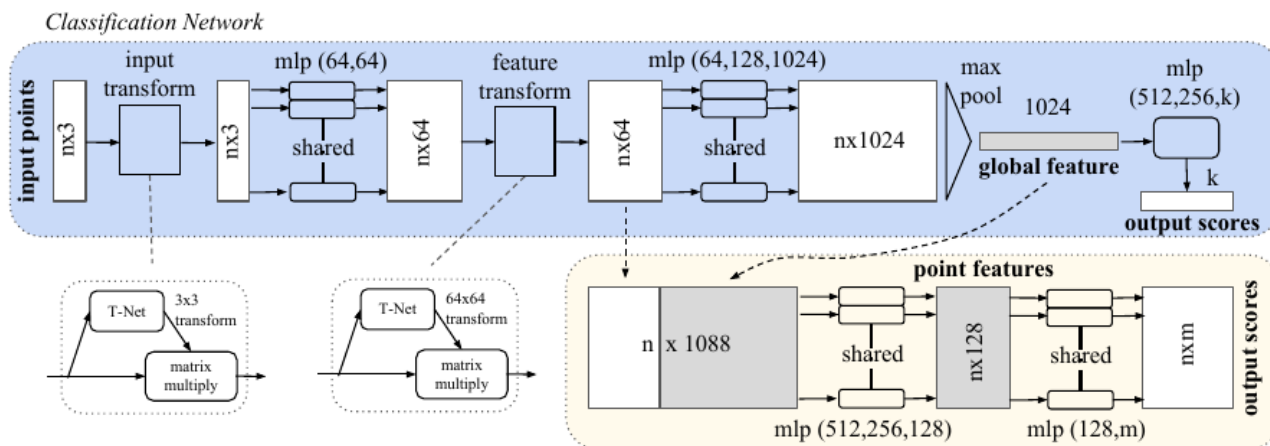 Classification Network
input points
nx3
input
transform
nx3
mlp (64,64)
shared
nx64
feature
transform
nx64
mlp (64,128,1024)
shared
nx1024
max
pool
1024
global feature
mlp
(512,256,k)
k
output scores
T-Net
3x3
transform
matrix
multiply
T-Net
64x64
transform
matrix
multiply
point features
n x 1088
shared
mlp (512,256,128)
nx128
shared
mlp (128,m)
nxm
output scores